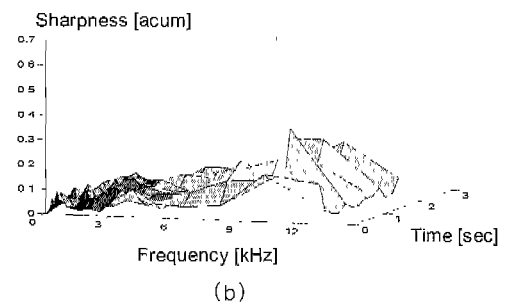 Sharpness [acum]
0.7
0.6
0.5
0.4
0.3
0.2
0.1
0
0 3 6 9 12 0 1 2 3
Time [sec]
Frequency [kHz]
(b)